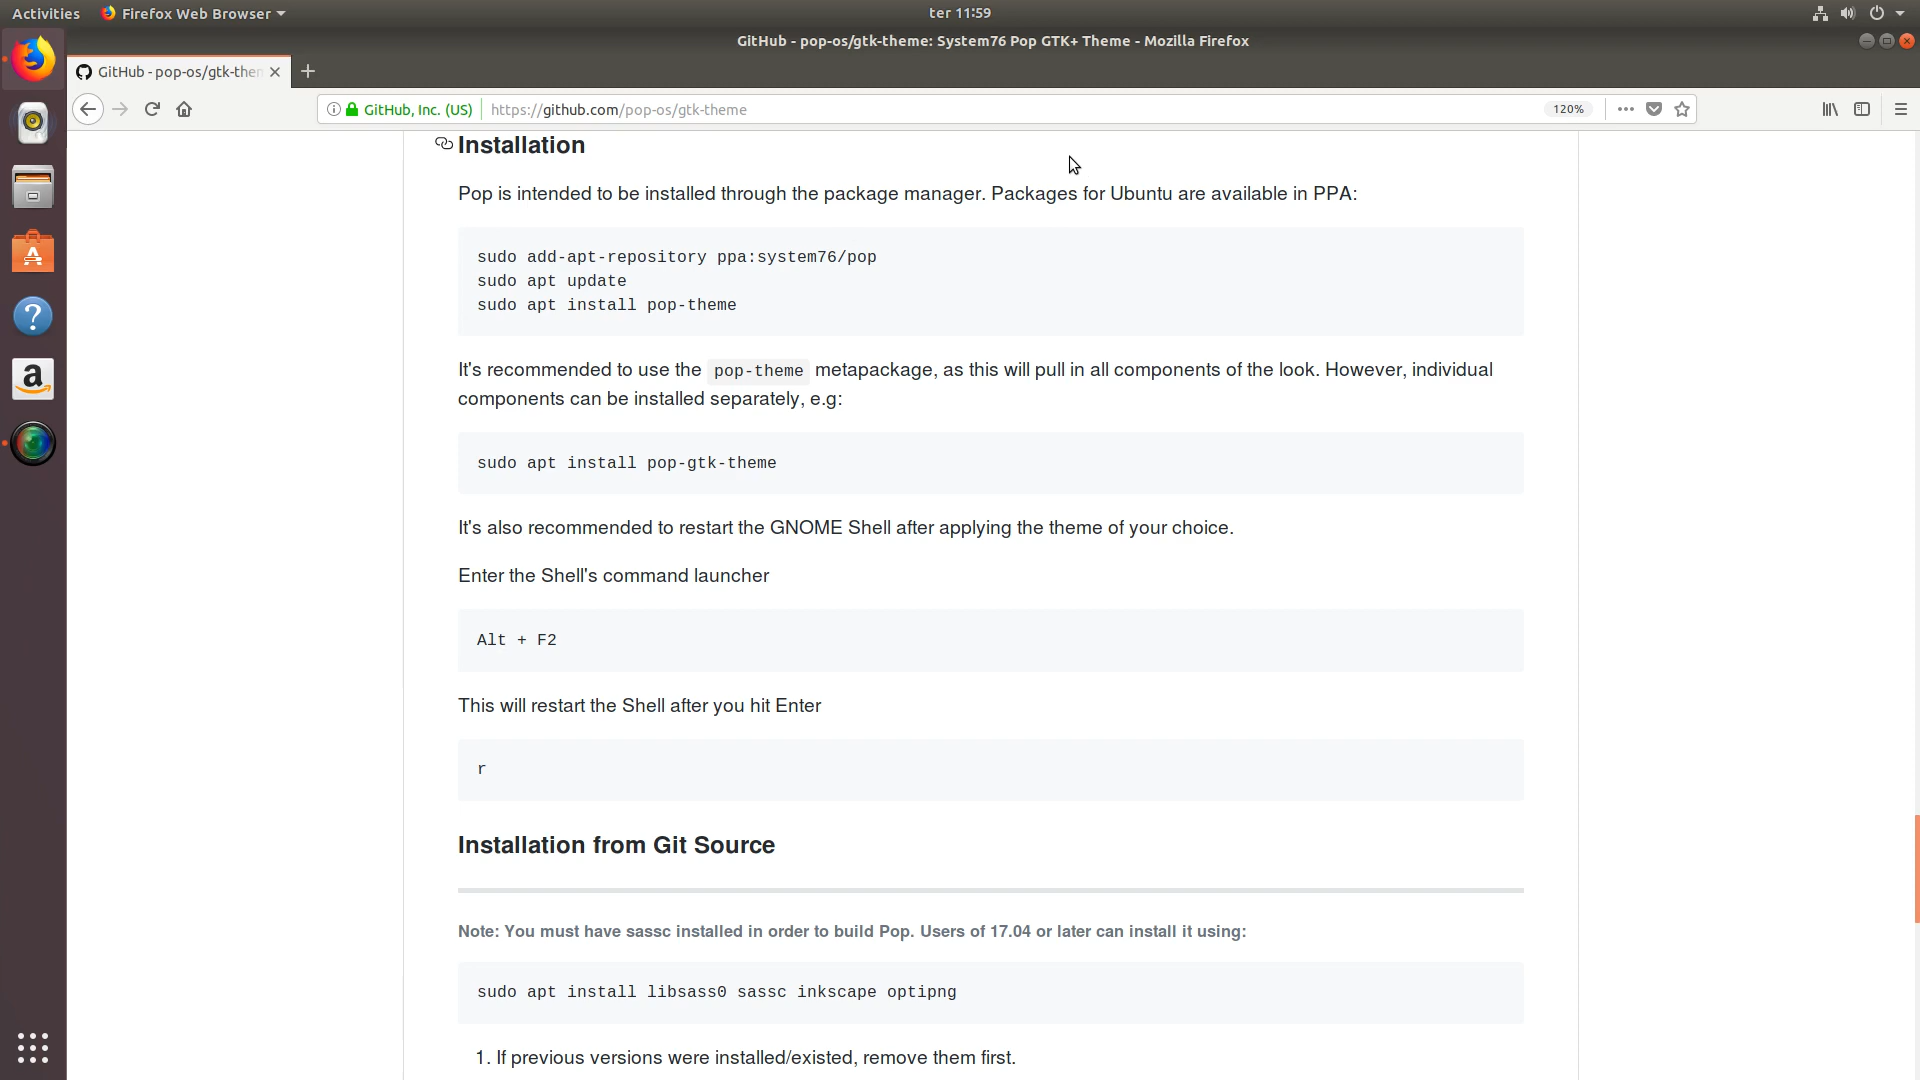 Activities
Firefox Web Browser
ter 11:59
GitHub - pop-os/gtk-theme: System76 Pop GTK+ Theme - Mozilla Firefox
GitHub - pop-os/gtk-then
GitHub, Inc. (US)
https://github.com/pop-os/gtk-theme
120%
Installation
Pop is intended to be installed through the package manager. Packages for Ubuntu are available in PPA:
sudo add-apt-repository ppa:system76/pop
sudo apt update
sudo apt install pop-theme
It's recommended to use the pop-theme metapackage, as this will pull in all components of the look. However, individual
components can be installed separately, e.g:
sudo apt install pop-gtk-theme
It's also recommended to restart the GNOME Shell after applying the theme of your choice.
Enter the Shell's command launcher
Alt + F2
This will restart the Shell after you hit Enter
r
Installation from Git Source
Note: You must have sassc installed in order to build Pop. Users of 17.04 or later can install it using:
sudo apt install libsass0 sassc inkscape optipng
1. If previous versions were installed/existed, remove them first.